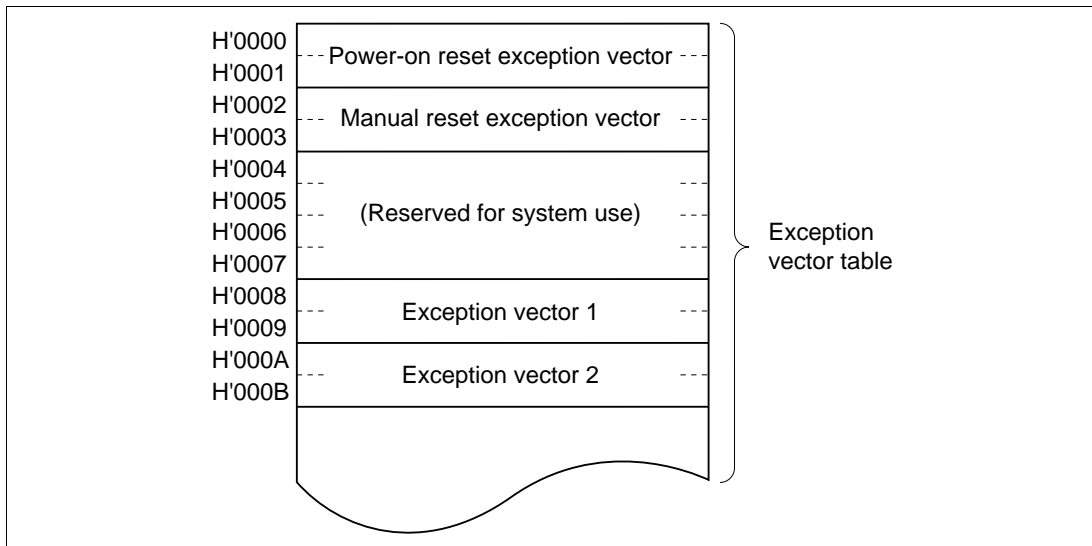 H'0000
H'0001
Power-on reset exception vector
H'0002
H'0003
Manual reset exception vector
H'0004
H'0005
H'0006
H'0007
(Reserved for system use)
H'0008
H'0009
Exception vector 1
H'000A
H'000B
Exception vector 2
Exception
vector table